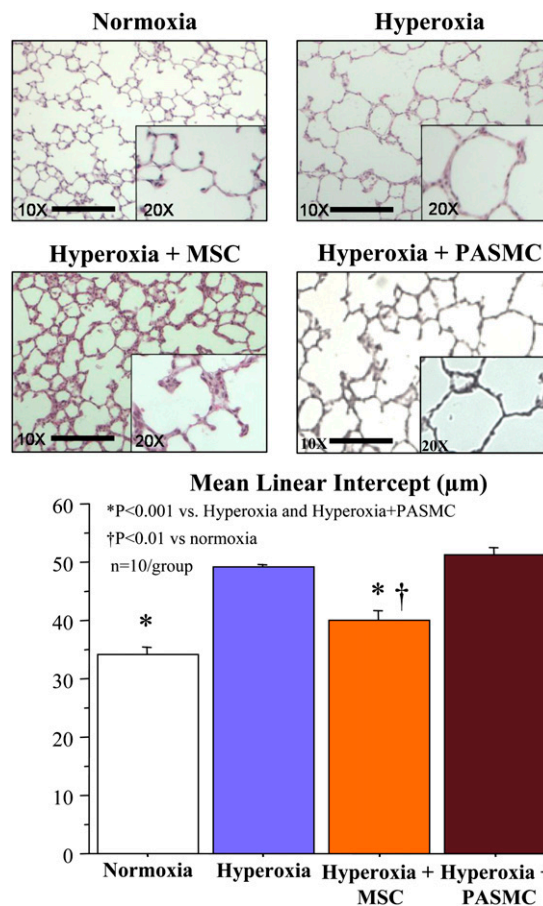 Normoxia
Hyperoxia
10X
20X
10X
20X
Hyperoxia + MSC
Hyperoxia + PASMC
10X
20X
10X
20X
Mean Linear Intercept (µm)
*P<0.001 vs. Hyperoxia and Hyperoxia+PASMC
†P<0.01 vs normoxia
n=10/group
60
50
40
30
20
10
0
*
* †
Normoxia
Hyperoxia
Hyperoxia +
MSC
Hyperoxia +
PASMC